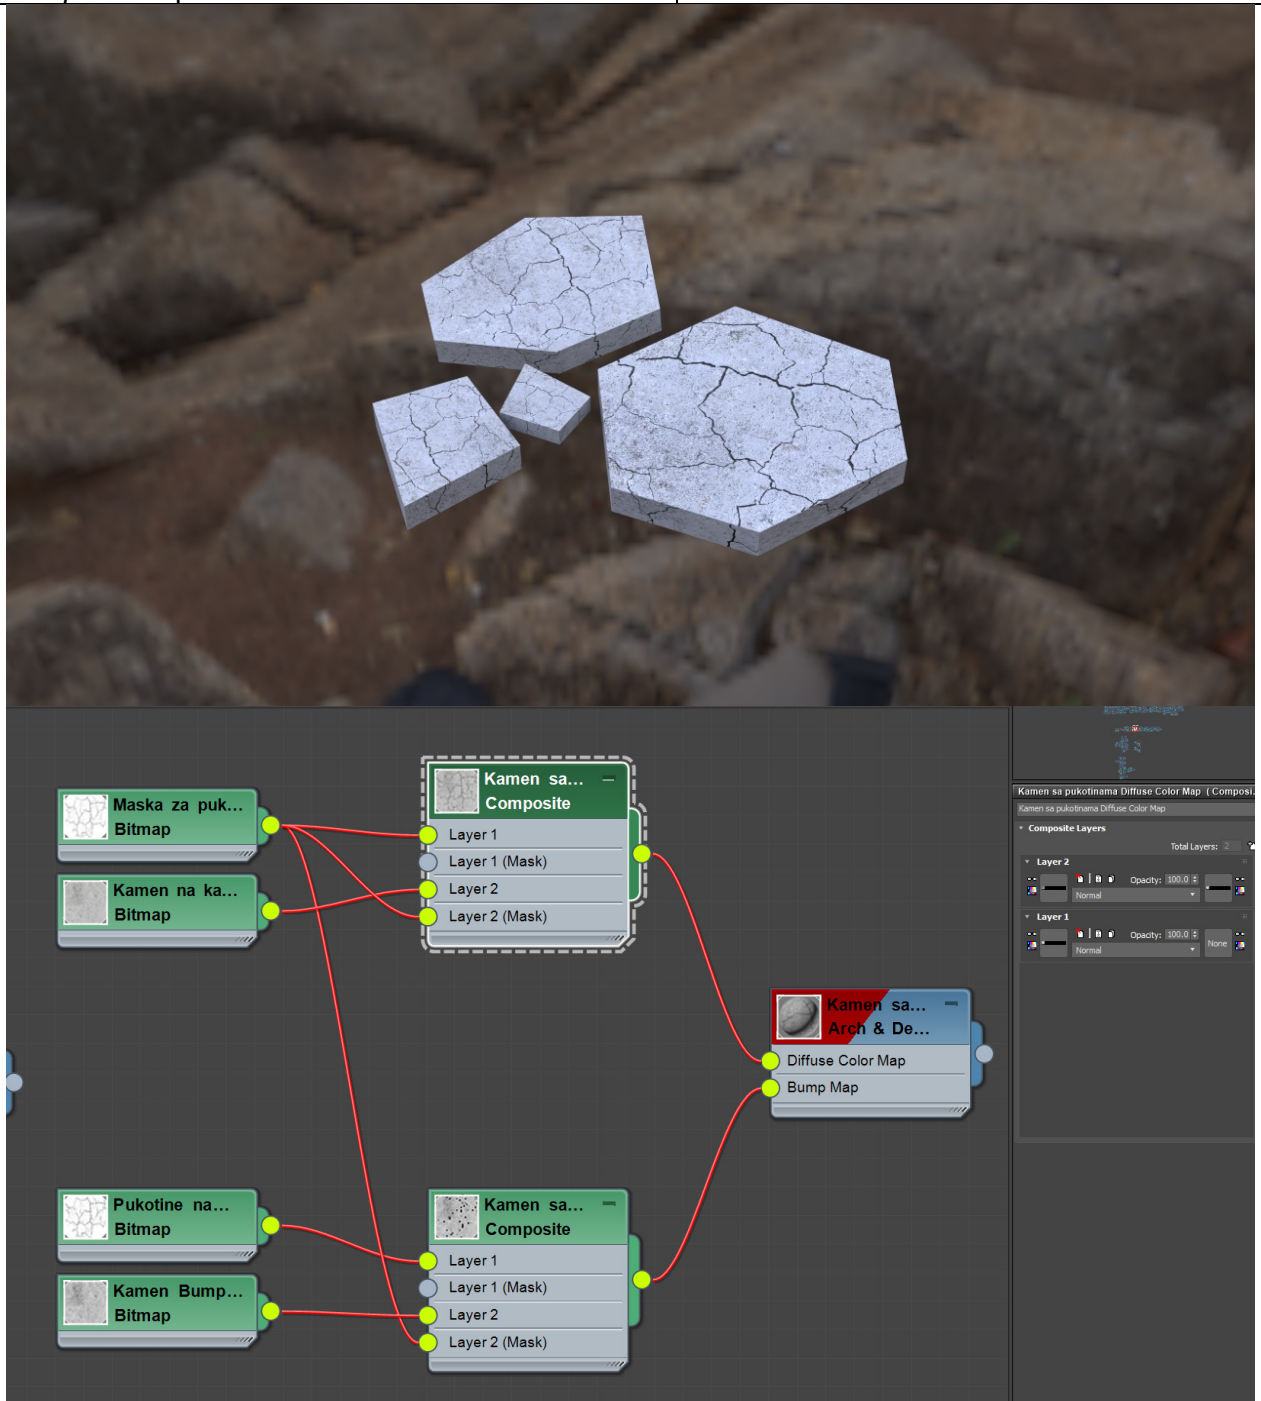 Maska za puk...
Bitmap
Kamen na ka...
Bitmap
Kamen sa...
Composite
Layer 1
Layer 1 (Mask)
Layer 2
Layer 2 (Mask)
Kamen sa...
Arch & De...
Diffuse Color Map
Bump Map
Pukotine na...
Bitmap
Kamen Bump...
Bitmap
Kamen sa...
Composite
Layer 1
Layer 1 (Mask)
Layer 2
Layer 2 (Mask)
Kamen sa pukotinama Diffuse Color Map ( Composi...
Kamen sa pukotinama Diffuse Color Map
Composite Layers
Total Layers: 2
Layer 2
Opacity: 100.0
Normal
Layer 1
Opacity: 100.0
Normal
None